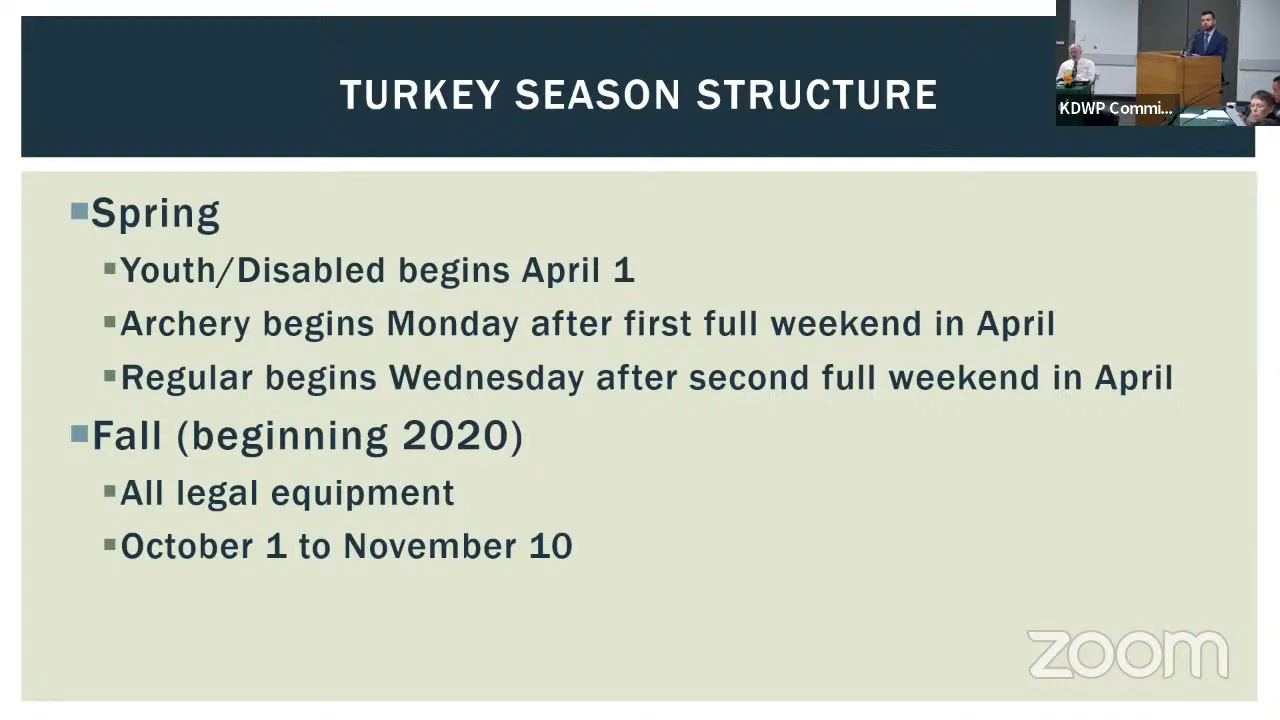 TURKEY SEASON STRUCTURE
KDWP Commi...
Spring
Youth/Disabled begins April 1
Archery begins Monday after first full weekend in April
Regular begins Wednesday after second full weekend in April
Fall (beginning 2020)
All legal equipment
October 1 to November 10
zoom